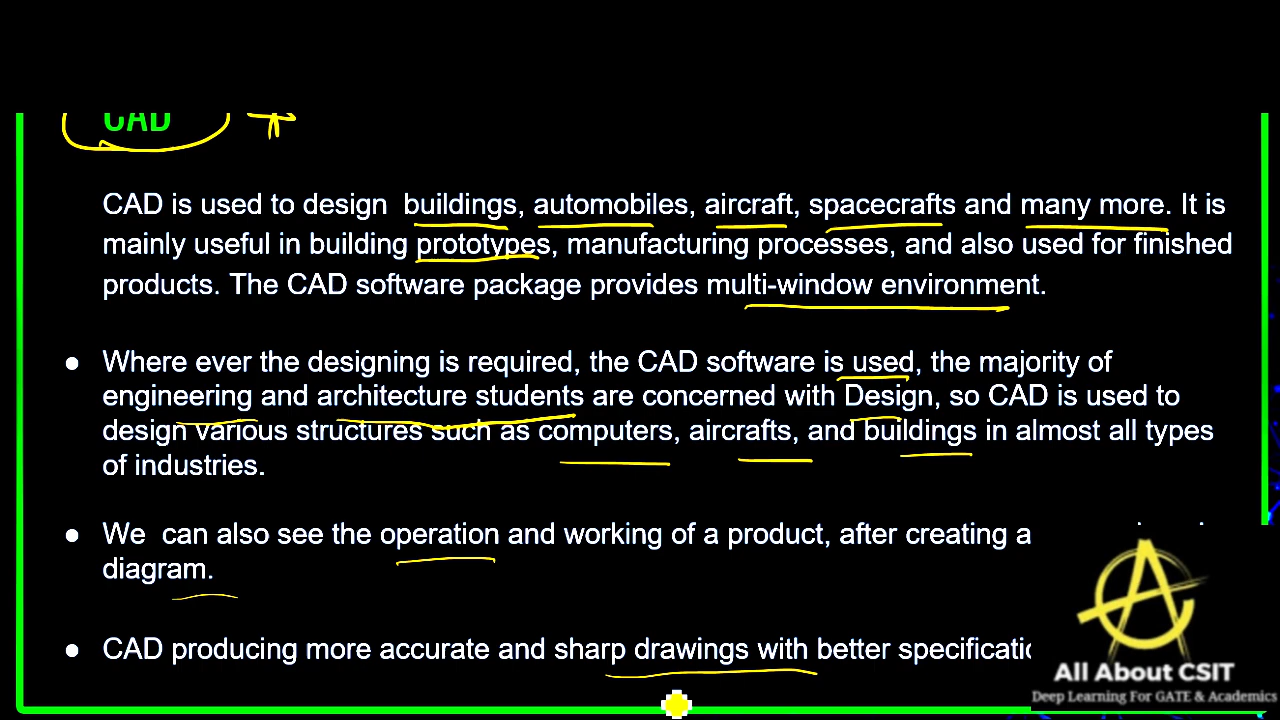 CAD
CAD is used to design buildings, automobiles, aircraft, spacecrafts and many more. It is
mainly useful in building prototypes, manufacturing processes, and also used for finished
products. The CAD software package provides multi-window environment.
● Where ever the designing is required, the CAD software is used, the majority of
engineering and architecture students are concerned with Design, so CAD is used to
design various structures such as computers, aircrafts, and buildings in almost all types
of industries.
● We can also see the operation and working of a product, after creating a
diagram.
● CAD producing more accurate and sharp drawings with better
All About CSIT
Deep Learning For GATE & Academics